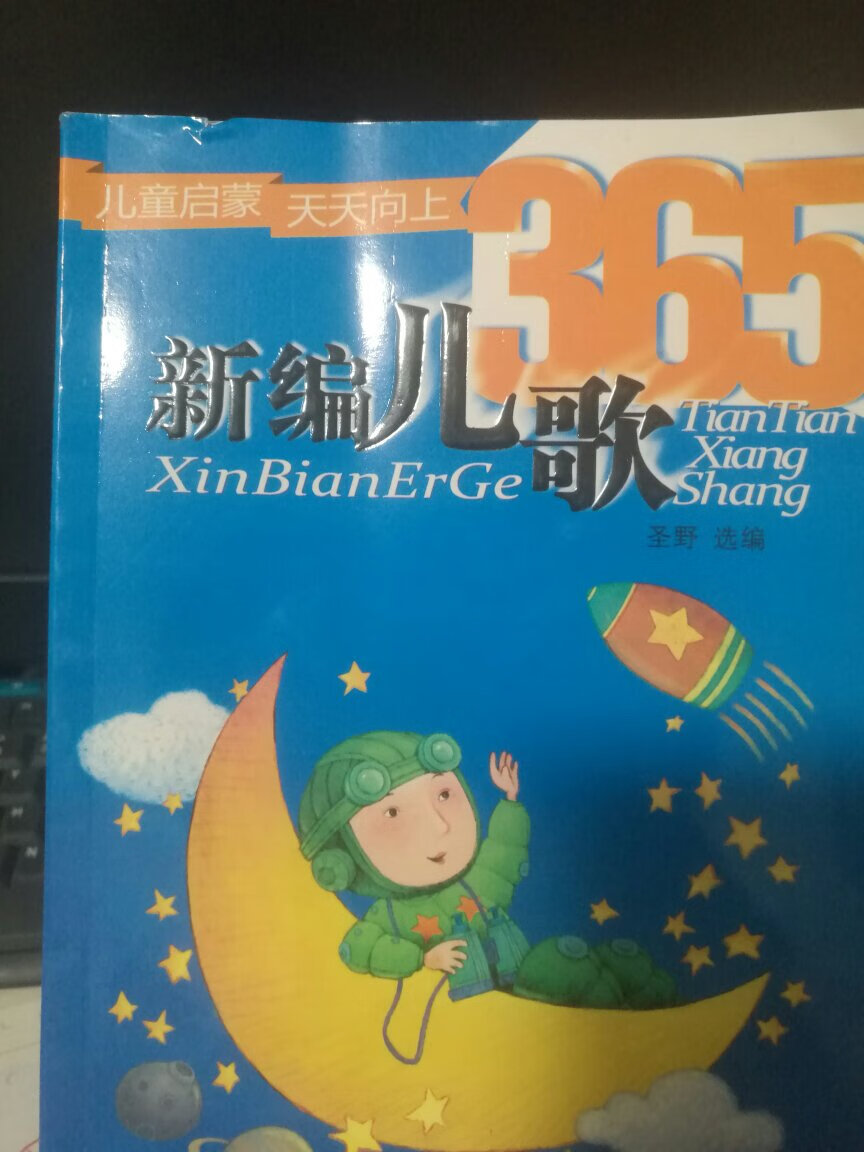 儿童启蒙 天天向上
365
新编儿歌
XinBianErGe
TianTian
Xiang
Shang
圣野 选编